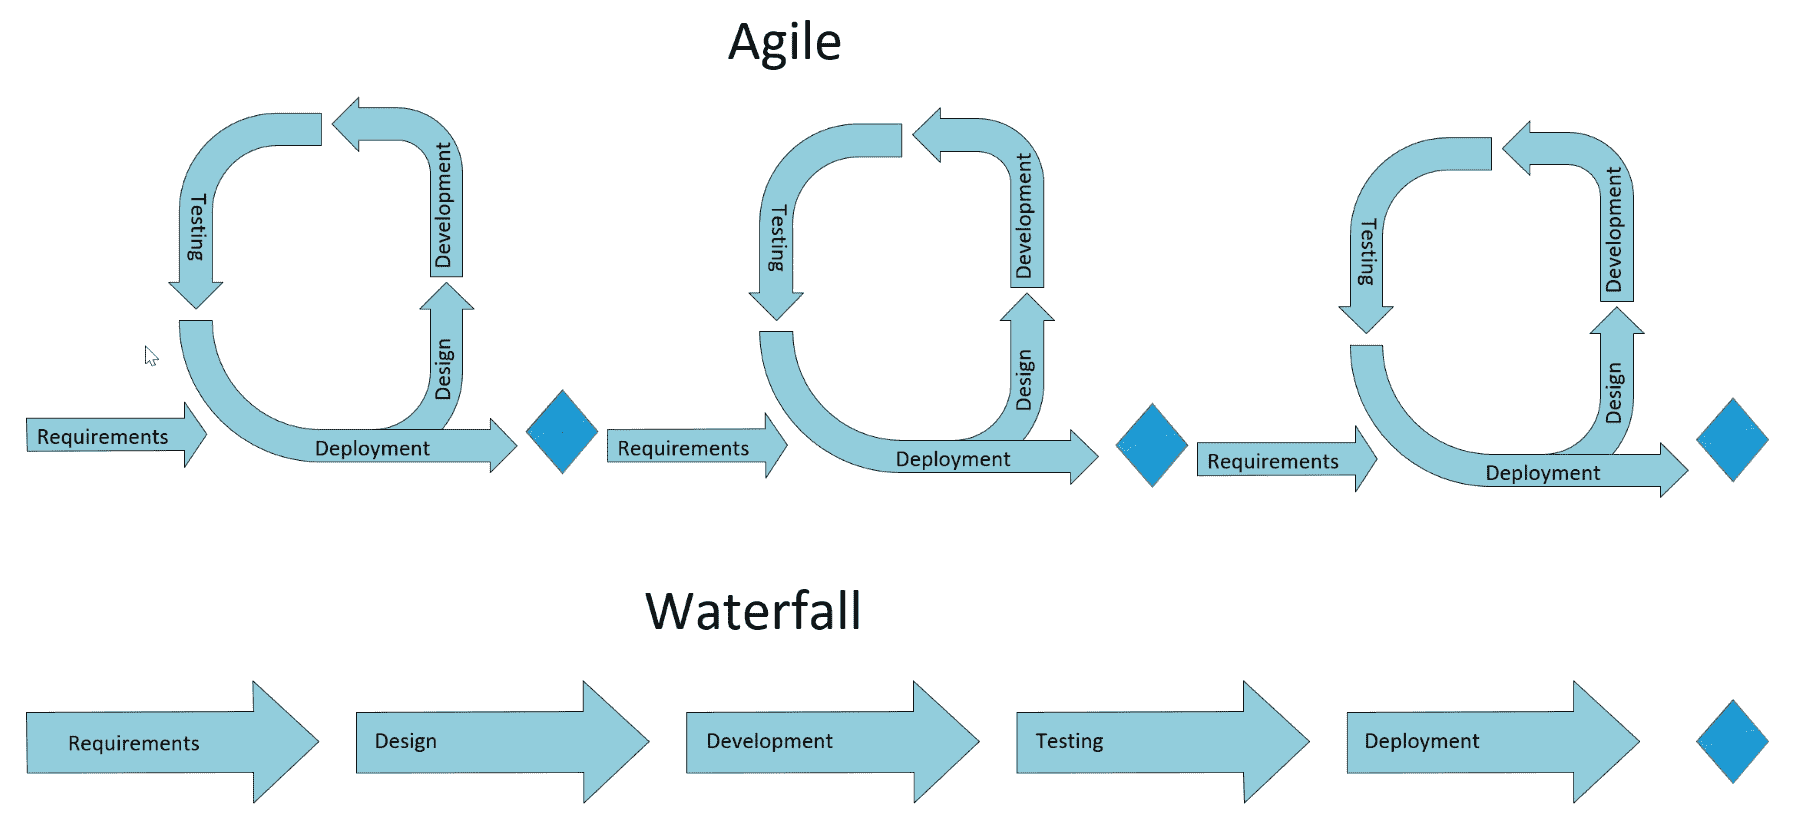 Agile
Testing
Development
Design
Requirements
Deployment
Testing
Development
Design
Requirements
Deployment
Testing
Development
Design
Requirements
Deployment
Waterfall
Requirements
Design
Development
Testing
Deployment